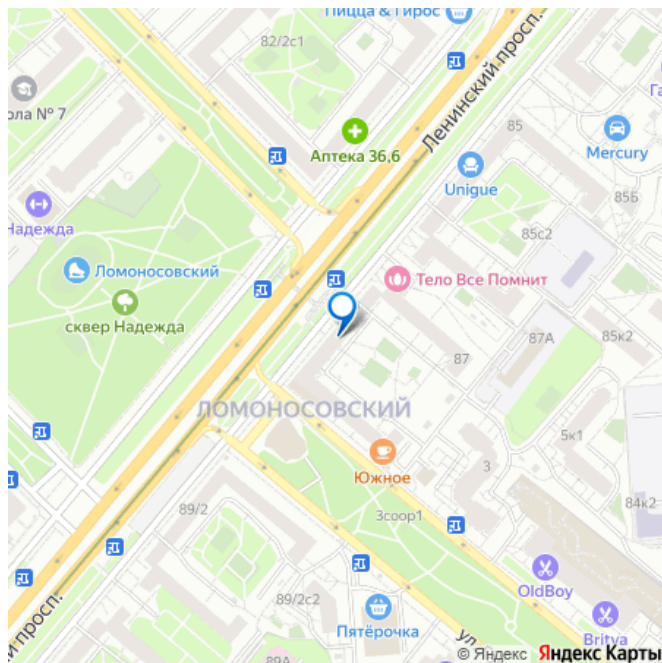 Пицца & Гирос
82/2с1
Ленинский просп.
ола № 7
85
Аптека 36,6
Mercury
Unigue
85Б
Надежда
85с2
Ломоносовский
Тело Все Помнит
сквер Надежда
87А
85к2
87
ЛОМОНОСОВСКИЙ
5к1
3
Южное
84к2
89/2
3соор1
OldBoy
89/2с2
Пятёрочка
Britva
й просп.
ул
89А
© Яндекс Яндекс Карты